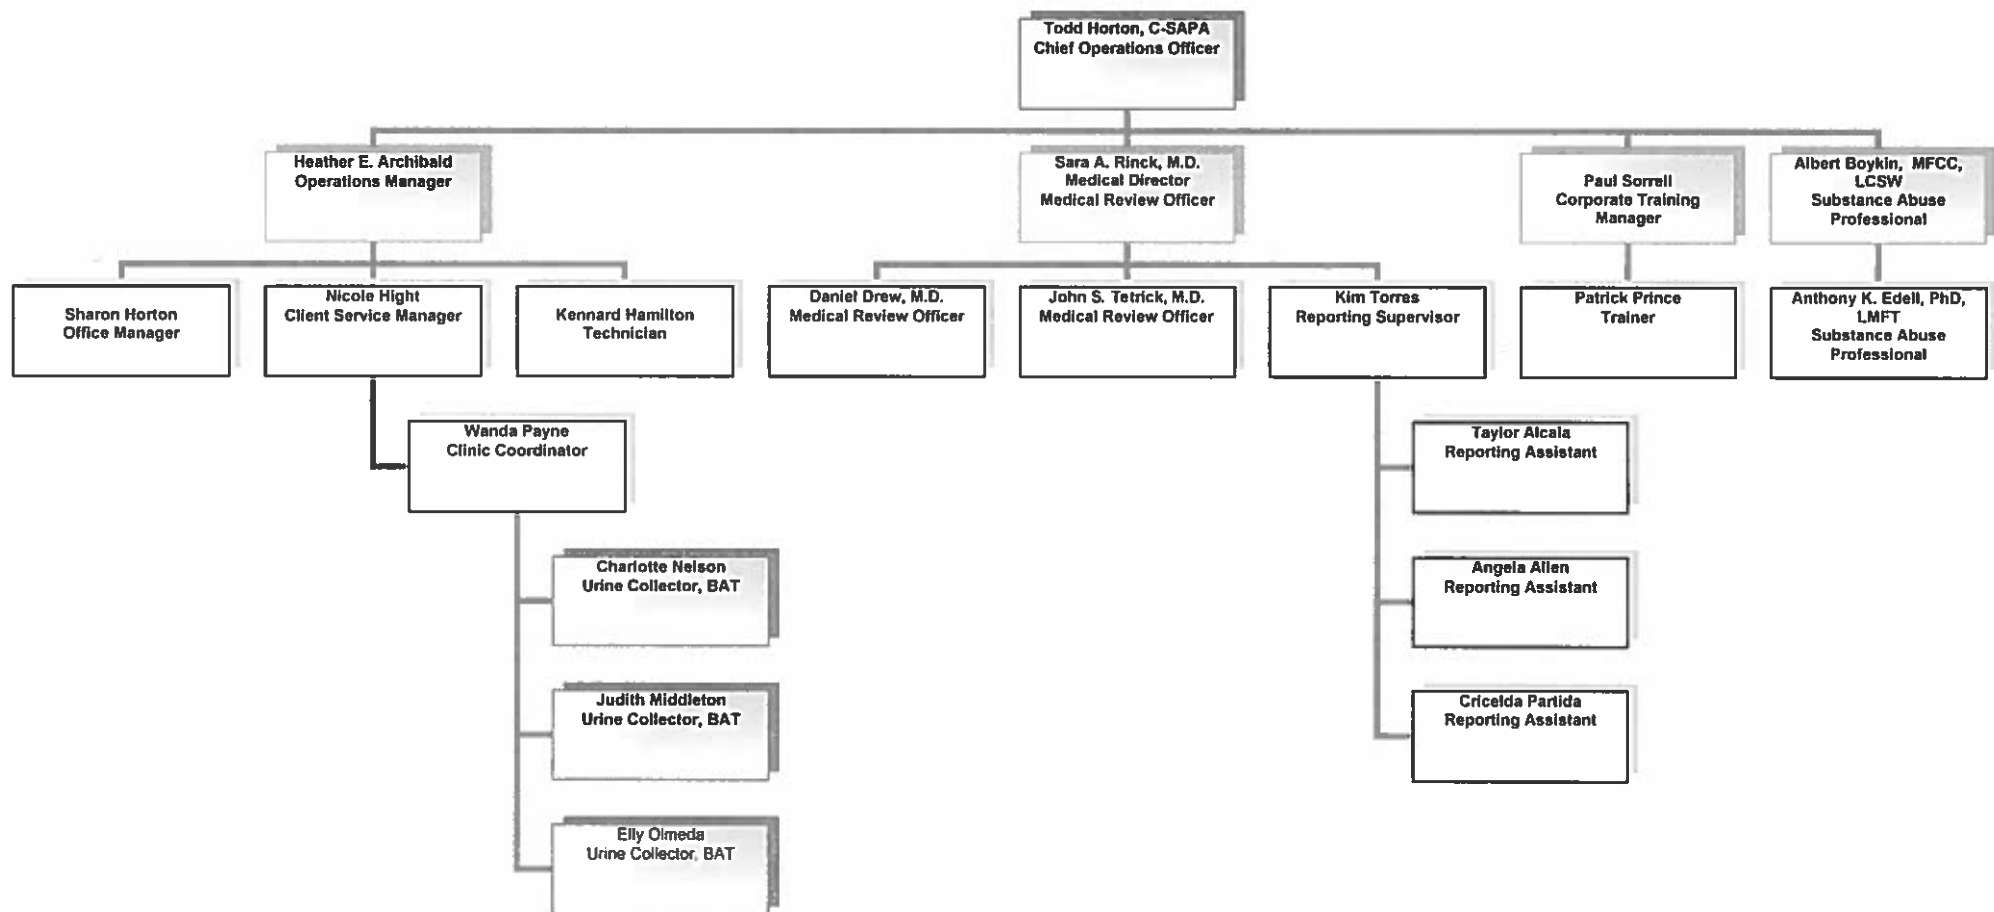 Todd Horton, C-SAPA
Chief Operations Officer
Heather E. Archibald
Operations Manager
Sara A. Rinck, M.D.
Medical Director
Medical Review Officer
Paul Sorrell
Corporate Training
Manager
Albert Boykin, MFCC,
LCSW
Substance Abuse
Professional
Sharon Horton
Office Manager
Nicole Hight
Client Service Manager
Kennard Hamilton
Technician
Daniel Drew, M.D.
Medical Review Officer
John S. Tetrick, M.D.
Medical Review Officer
Kim Torres
Reporting Supervisor
Patrick Prince
Trainer
Anthony K. Edell, PhD,
LMFT
Substance Abuse
Professional
Wanda Payne
Clinic Coordinator
Taylor Alcala
Reporting Assistant
Charlotte Nelson
Urine Collector, BAT
Angela Allen
Reporting Assistant
Judith Middleton
Urine Collector, BAT
Cricelda Partida
Reporting Assistant
Elly Olmeda
Urine Collector, BAT